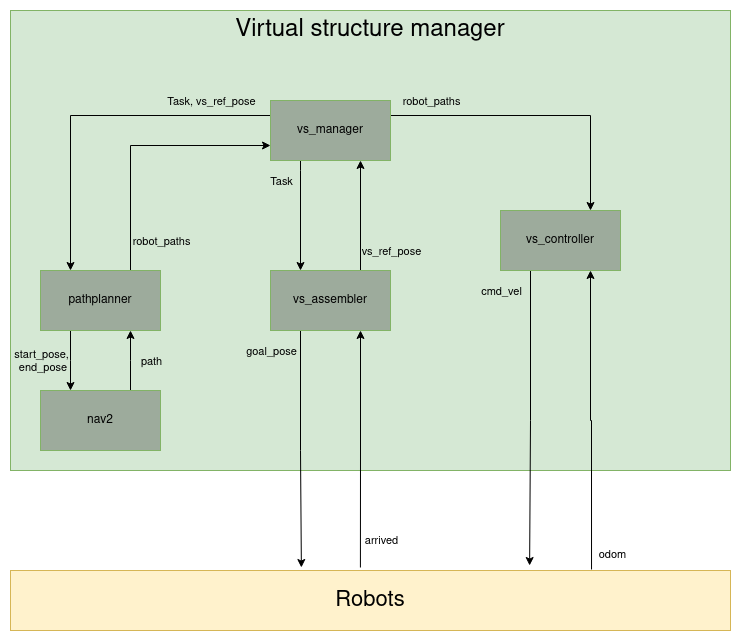 Virtual structure manager
Task, vs_ref_pose
robot_paths
vs_manager
Task
robot_paths
vs_ref_pose
vs_controller
cmd_vel
pathplanner
vs_assembler
start_pose,
end_pose
path
goal_pose
nav2
arrived
odom
Robots